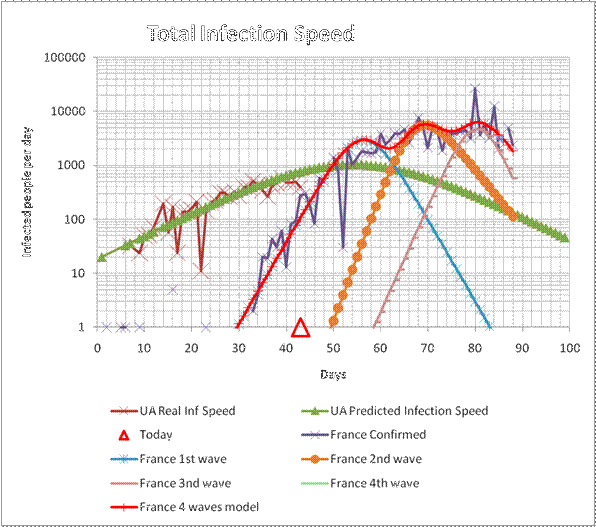 Total Infection Speed
Infected people per day
100000
10000
1000
100
10
1
0 10 20 30 40 50 60 70 80 90 100
Days
UA Real Inf Speed UA Predicted Infection Speed
Today France Confirmed
France 1st wave France 2nd wave
France 3nd wave France 4th wave
France 4 waves model